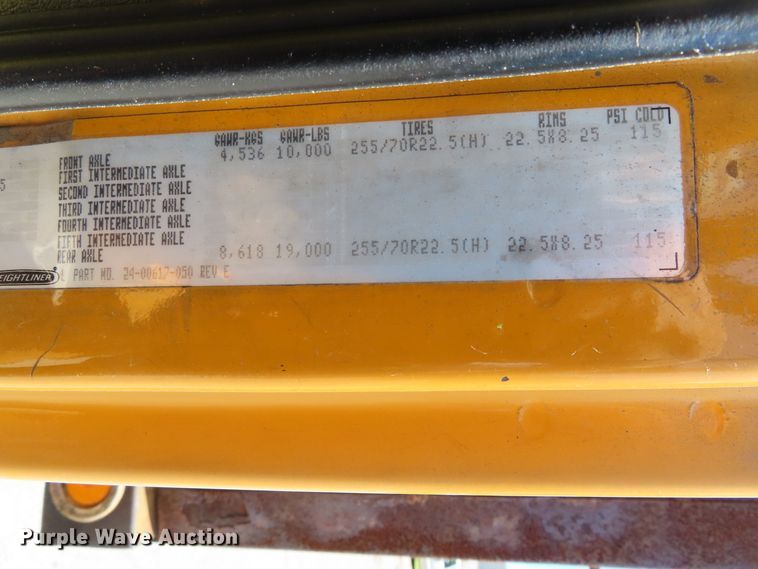 GAWR-KGS GAWR-LBS TIRES RIMS PSI COLD
FRONT AXLE 4,536 10,000 255/70R22.5(H) 22.5X8.25 115
FIRST INTERMEDIATE AXLE
SECOND INTERMEDIATE AXLE
THIRD INTERMEDIATE AXLE
FOURTH INTERMEDIATE AXLE
FIFTH INTERMEDIATE AXLE
REAR AXLE 8,618 19,000 255/70R22.5(H) 22.5X8.25 115
5
EIGHTLINER PART NO. 24-00617-050 REV E
Purple Wave Auction